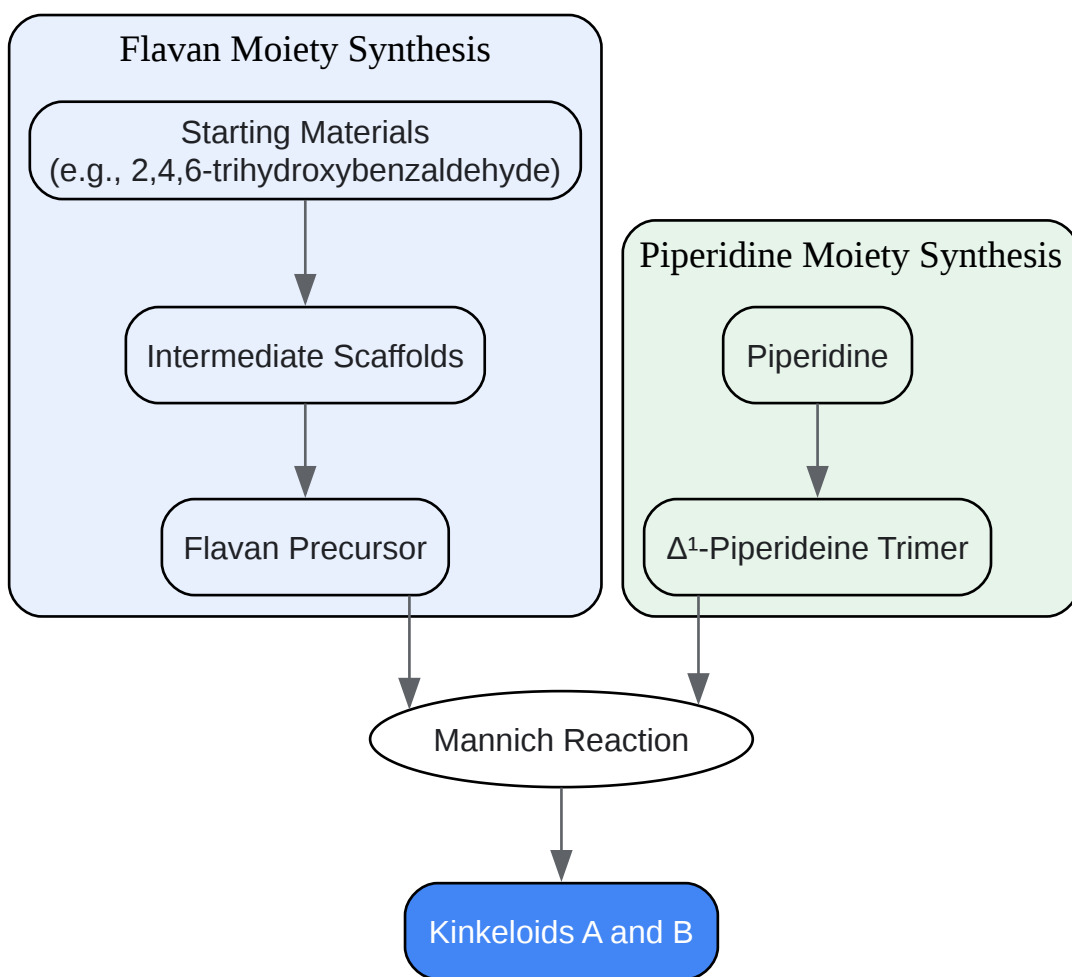 Flavan Moiety Synthesis
Starting Materials
(e.g., 2,4,6-trihydroxybenzaldehyde)
Intermediate Scaffolds
Flavan Precursor
Piperidine Moiety Synthesis
Piperidine
Δ¹-Piperideine Trimer
Mannich Reaction
Kinkeloids A and B